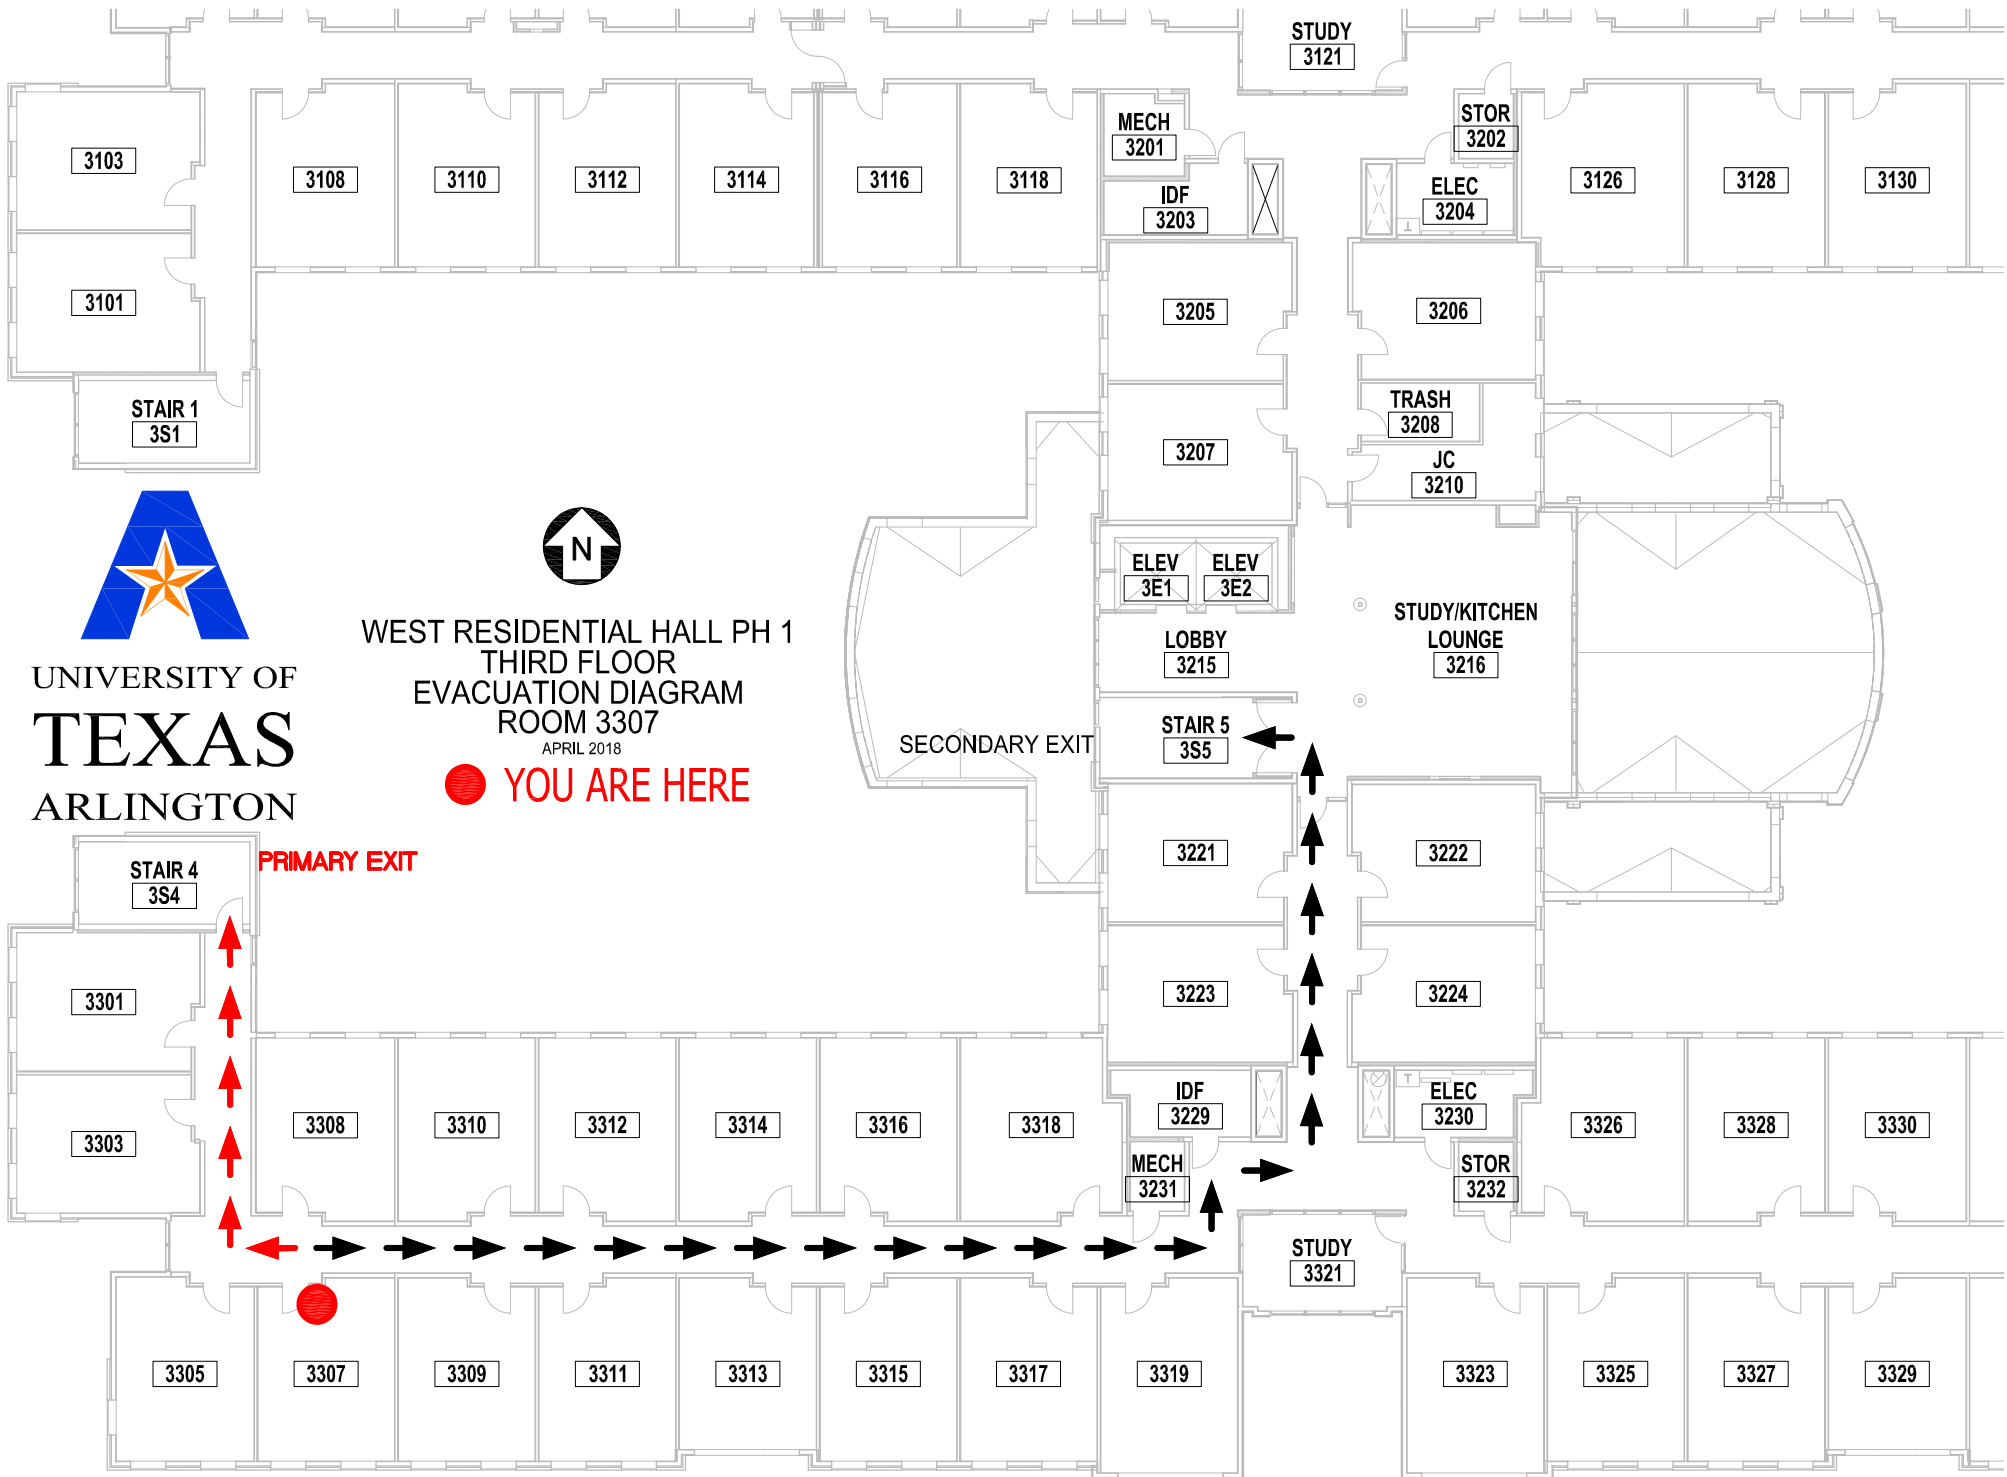 STUDY
3121
MECH
3201
STOR
3202
3103
3108
3110
3112
3114
3116
3118
IDF
3203
ELEC
3204
3126
3128
3130
3101
3205
3206
STAIR 1
3S1
TRASH
3208
3207
JC
3210
N
ELEV
3E1
ELEV
3E2
WEST RESIDENTIAL HALL PH 1
THIRD FLOOR
EVACUATION DIAGRAM
ROOM 3307
APRIL 2018
YOU ARE HERE
UNIVERSITY OF
TEXAS
ARLINGTON
LOBBY
3215
STUDY/KITCHEN
LOUNGE
3216
SECONDARY EXIT
STAIR 5
3S5
STAIR 4
3S4
PRIMARY EXIT
3221
3222
3301
3223
3224
3303
3308
3310
3312
3314
3316
3318
IDF
3229
T
ELEC
3230
3326
3328
3330
MECH
3231
STOR
3232
STUDY
3321
3305
3307
3309
3311
3313
3315
3317
3319
3323
3325
3327
3329